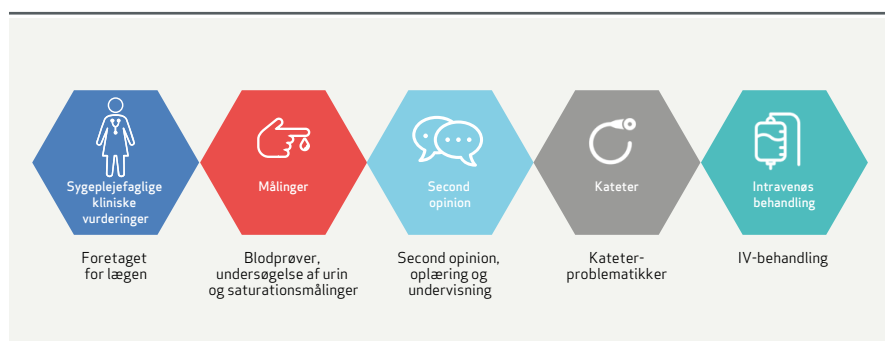 Sygeplejefaglige
kliniske
vurderinger
Målinger
Second
opinion
Kateter
Intravenøs
behandling
Foretaget
for lægen
Blodprøver,
undersøgelse af urin
og saturationsmålinger
Second opinion,
oplæring og
undervisning
Kateter-
problematikker
IV-behandling